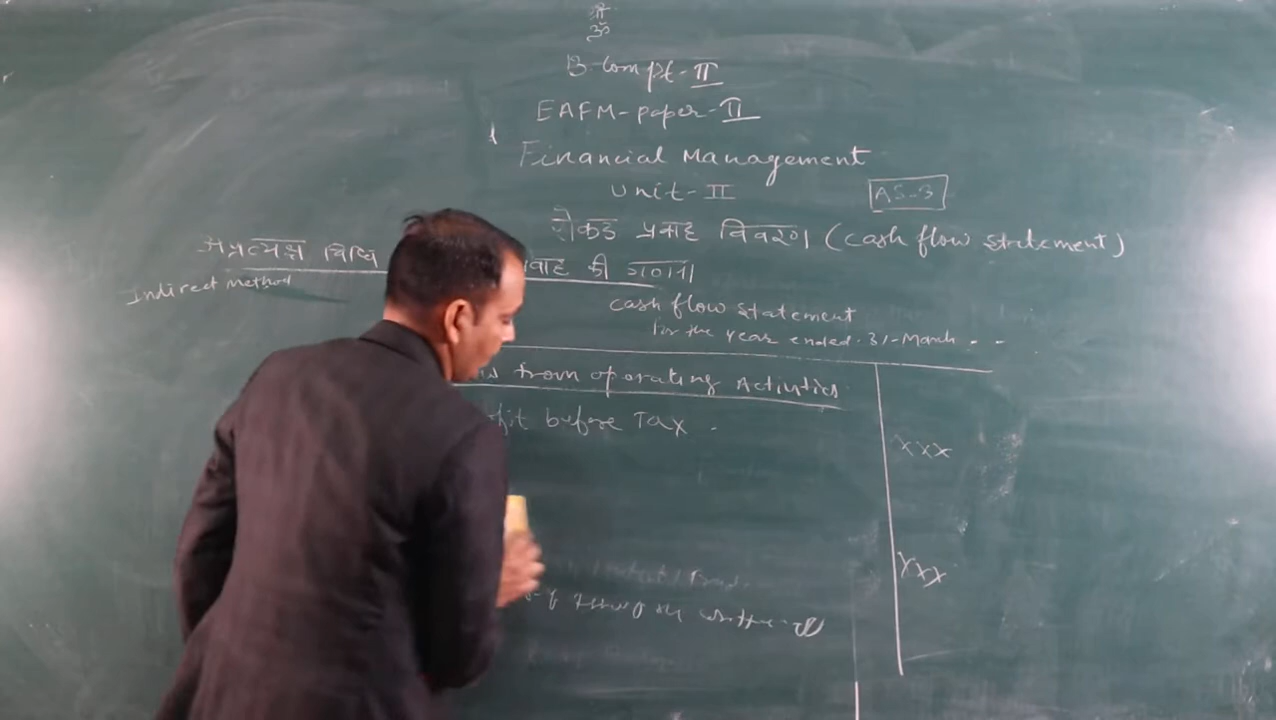 ॐ
B.Com pt-II
EAFM-paper-II
Financial Management
Unit-II
AS-3
रोकड प्रवाह विवरण (cash flow statement)
अप्रत्यक्ष विधि
वाह की गणना
Indirect method
cash flow statement
for the year ended 31-March - -
from operating Activities
fit before Tax .
xxx
xxx